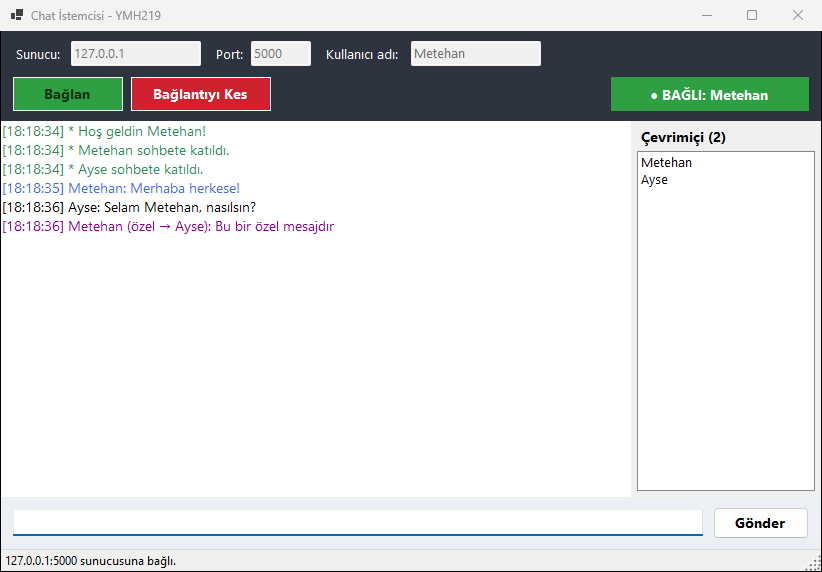 Chat İstemcisi - YMH219
Sunucu: 127.0.0.1 Port: 5000 Kullanıcı adı: Metehan
Bağlan Bağlantıyı Kes ● BAĞLI: Metehan
[18:18:34] * Hoş geldin Metehan!
[18:18:34] * Metehan sohbete katıldı.
[18:18:34] * Ayse sohbete katıldı.
[18:18:35] Metehan: Merhaba herkese!
[18:18:36] Ayse: Selam Metehan, nasılsın?
[18:18:36] Metehan (özel → Ayse): Bu bir özel mesajdır
Çevrimiçi (2)
Metehan
Ayse
Gönder
127.0.0.1:5000 sunucusuna bağlı.